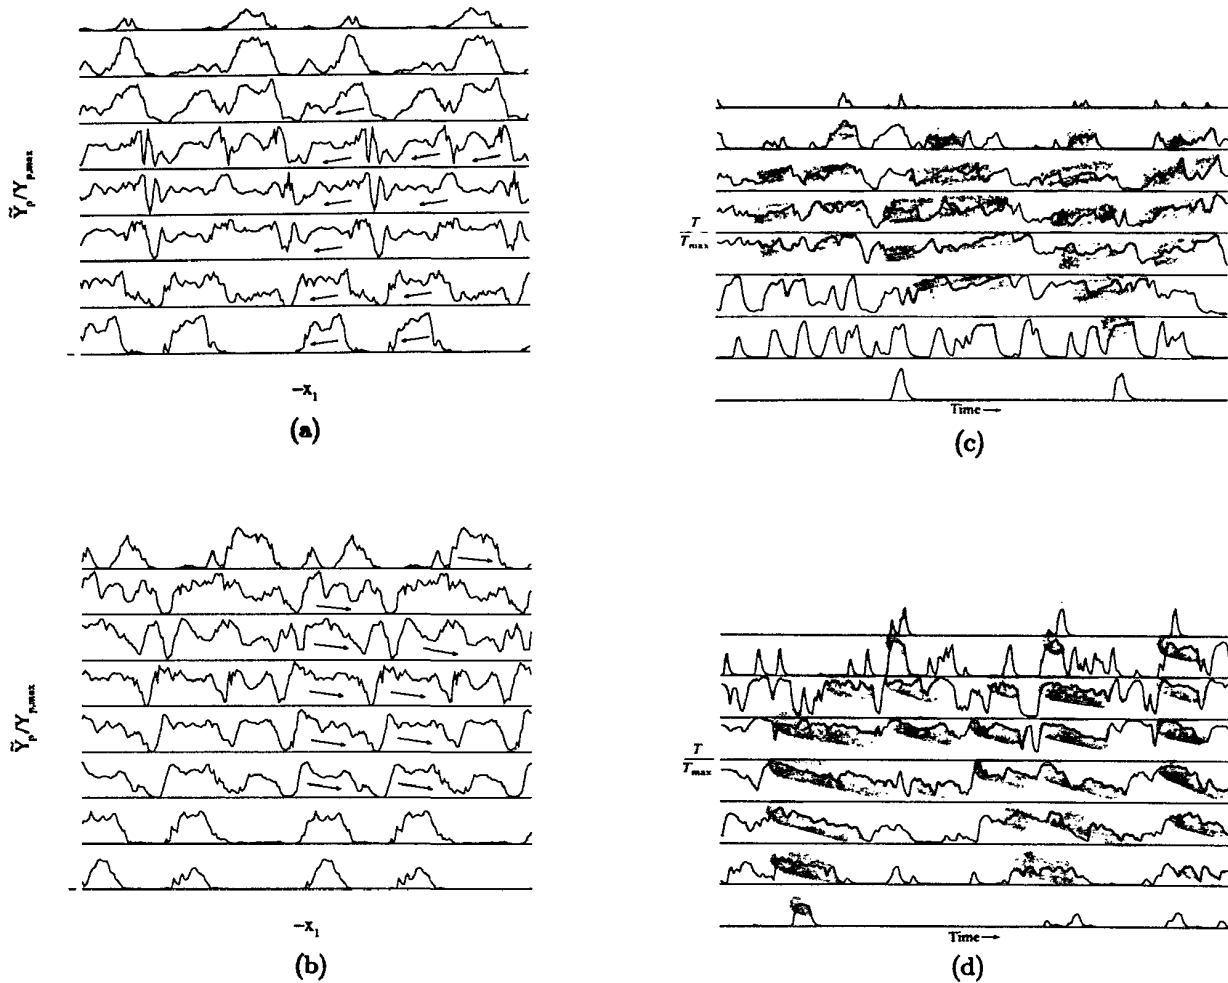 Ỹp/Yp,max
−x₁
(a)
Ỹp/Yp,max
−x₁
(b)
T
Tmax
Time →
(c)
T
Tmax
Time →
(d)